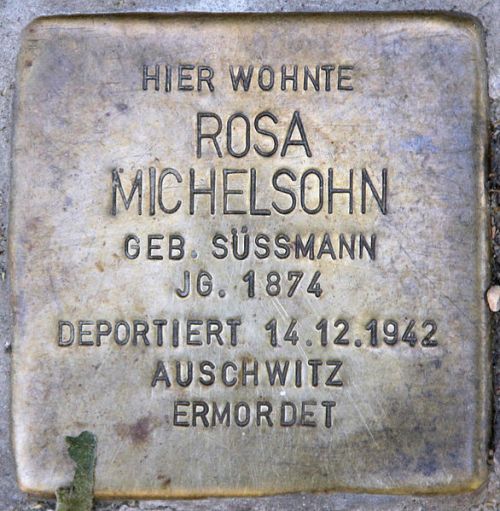 HIER WOHNTE
ROSA
MICHELSOHN
GEB. SÜSSMANN
JG. 1874
DEPORTIERT 14.12.1942
AUSCHWITZ
ERMORDET